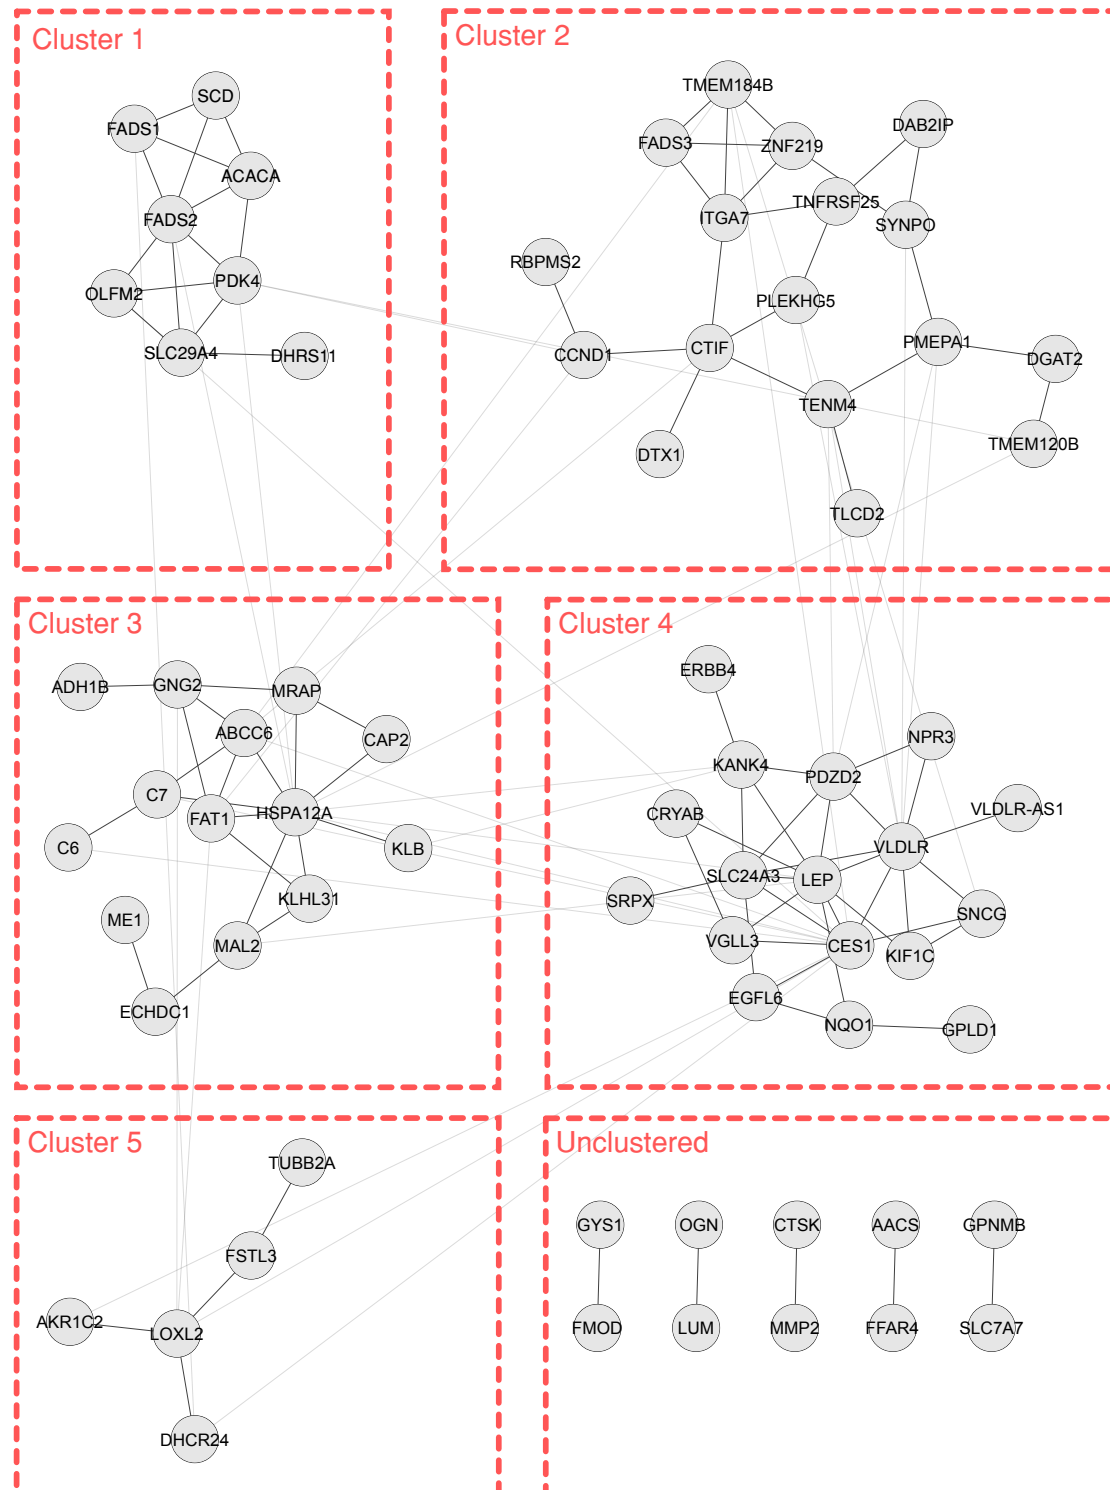 Cluster 1
SCD
FADS1
ACACA
FADS2
PDK4
OLFM2
SLC29A4
DHRS11
Cluster 2
TMEM184B
DAB2IP
FADS3
ZNF219
TNFRSF25
ITGA7
SYNPO
RBPMS2
PLEKHG5
CCND1
CTIF
PMEPA1
DGAT2
TENM4
TMEM120B
DTX1
TLCD2
Cluster 3
ADH1B
GNG2
MRAP
ABCC6
CAP2
C7
FAT1
HSPA12A
C6
KLB
KLHL31
ME1
MAL2
ECHDC1
Cluster 4
ERBB4
NPR3
KANK4
PDZD2
CRYAB
VLDLR-AS1
VLDLR
SLC24A3
LEP
SRPX
SNCG
VGLL3
CES1
KIF1C
EGFL6
NQO1
GPLD1
Cluster 5
TUBB2A
FSTL3
AKR1C2
LOXL2
DHCR24
Unclustered
GYS1
OGN
CTSK
AACS
GPNMB
FMOD
LUM
MMP2
FFAR4
SLC7A7